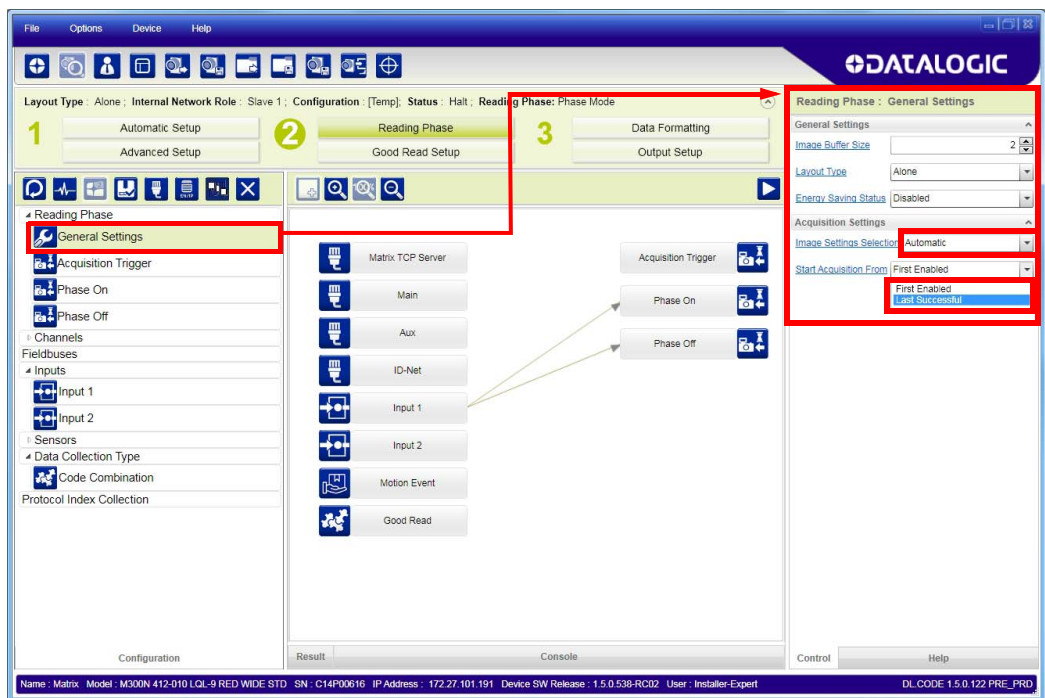 File Options Device Help
DATALOGIC
Layout Type : Alone ; Internal Network Role : Slave 1 ; Configuration : [Temp]; Status : Halt ; Reading Phase: Phase Mode
1 Automatic Setup 2 Reading Phase 3 Data Formatting
Advanced Setup Good Read Setup Output Setup
Reading Phase
General Settings
Acquisition Trigger
Phase On
Phase Off
Channels
Fieldbuses
Inputs
Input 1
Input 2
Sensors
Data Collection Type
Code Combination
Protocol Index Collection
Configuration
Matrix TCP Server
Main
Aux
ID-Net
Input 1
Input 2
Motion Event
Good Read
Acquisition Trigger
Phase On
Phase Off
Result Console
Reading Phase : General Settings
General Settings
Image Buffer Size 2
Layout Type Alone
Energy Saving Status Disabled
Acquisition Settings
Image Settings Selection Automatic
Start Acquisition From First Enabled
First Enabled
Last Successful
Control Help
Name : Matrix Model : M300N 412-010 LQL-9 RED WIDE STD SN : C14P00616 IP Address : 172.27.101.191 Device SW Release : 1.5.0.538-RC02 User : Installer-Expert DL.CODE 1.5.0.122 PRE_PRD